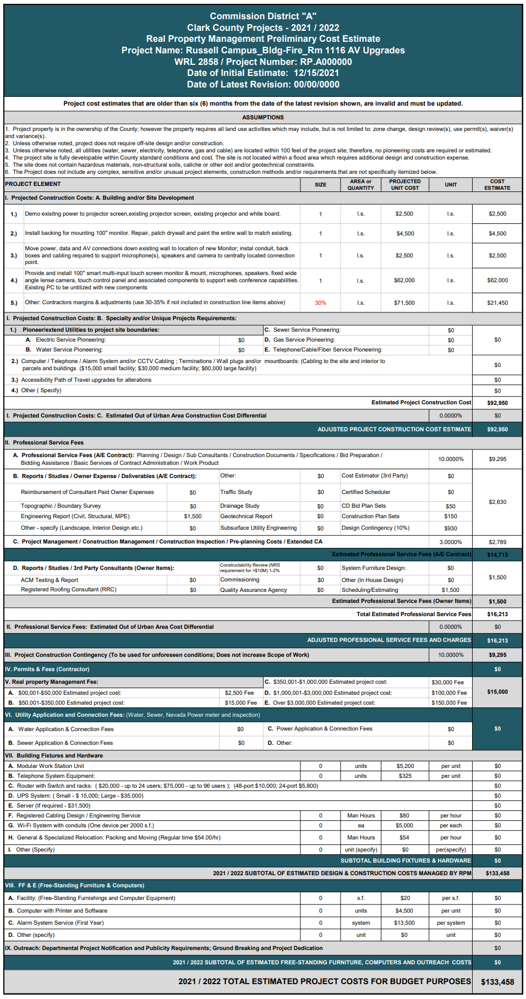 Commission District "A"
Clark County Projects - 2021 / 2022
Real Property Management Preliminary Cost Estimate
Project Name: Russell Campus_Bldg-Fire_Rm 1116 AV Upgrades
WRL 2858 / Project Number: RP.A000000
Date of Initial Estimate: 12/15/2021
Date of Latest Revision: 00/00/0000
Project cost estimates that are older than six (6) months from the date of the latest revision shown, are invalid and must be updated.
ASSUMPTIONS
1. Project property is in the ownership of the County; however the property requires all land use activities which may include, but is not limited to: zone change, design review(s), use permit(s), waiver(s)
and variance(s).
2. Unless otherwise noted, project does not require off-site design and/or construction.
3. Unless otherwise noted, all utilities (water, sewer, electricity, telephone, gas and cable) are located within 100 feet of the project site; therefore, no pioneering costs are required or estimated.
4. The project site is fully developable within County standard conditions and cost. The site is not located within a flood area which requires additional design and construction expense.
5. The site does not contain hazardous materials, non-structural soils, caliche or other soil and/or geotechnical constraints.
6. The Project does not include any complex, sensitive and/or unusual project elements, construction methods and/or requirements that are not specifically itemized below.
PROJECT ELEMENT SIZE AREA or QUANTITY PROJECTED UNIT COST UNIT COST ESTIMATE
I. Projected Construction Costs: A. Building and/or Site Development
1.) Demo exisitng power to projector screen,existing projector screen, existing projector and white board. 1 l.s. $2,500 l.s. $2,500
2.) Install backing for mounting 100" monitor. Repair, patch drywall and paint the entire wall to match existing. 1 l.s. $4,500 l.s. $4,500
3.) Move power, data and AV connections down existing wall to location of new Monitor; instal conduit, back
boxes and cabling required to support microphone(s), speakers and camera to centrally located connection
point. 1 l.s. $2,500 l.s. $2,500
4.) Provide and install 100" smart multi-input touch screen monitor & mount, microphones, speakers, fixed wide
angle lense camera, touch control panel and associated components to support web conference capabilities.
Existing PC to be untilized with new components 1 l.s. $62,000 l.s. $62,000
5.) Other: Contractors margins & adjustments (use 30-35% if not included in construction line items above) 30% l.s. $71,500 l.s. $21,450
I. Projected Construction Costs: B. Specialty and/or Unique Projects Requirements:
1.) Pioneer/extend Utilities to project site boundaries: C. Sewer Service Pioneering: $0
A. Electric Service Pioneering: $0 D. Gas Service Pioneering: $0 $0
B. Water Service Pioneering: $0 E. Telephone/Cable/Fiber Service Pioneering: $0
2.) Computer / Telephone / Alarm System and/or CCTV Cabling ; Terminations / Wall plugs and/or mountboards: (Cabling to the site and interior to
parcels and buildings ($15,000 small facility; $30,000 medium facility; $60,000 large facility) $0
3.) Accessibility Path of Travel upgrades for alterations $0
4.) Other ( Specify) $0
Estimated Project Construction Cost $92,950
I. Projected Construction Costs: C. Estimated Out of Urban Area Construction Cost Differential 0.0000% $0
ADJUSTED PROJECT CONSTRUCTION COST ESTIMATE $92,950
II. Professional Service Fees
A. Professional Service Fees (A/E Contract): Planning / Design / Sub Consultants / Construction Documents / Specifications / Bid Preparation /
Bidding Assistance / Basic Services of Contract Administration / Work Product 10.0000% $9,295
B. Reports / Studies / Owner Expense / Deliverables (A/E Contract): Other: $0 Cost Estimator (3rd Party) $0
Reimbursement of Consultant Paid Owner Expenses $0 Traffic Study $0 Certified Scheduler $0
$2,630
Topographic / Boundary Survey $0 Drainage Study $0 CD Bid Plan Sets $50
Engineering Report (Civil, Structural, MPE) $1,500 Geotechnical Report $0 Construction Plan Sets $150
Other - specify (Landscape, Interior Design etc.) $0 Subsurface Utility Engineering $0 Design Contingency (10%) $930
C. Project Management / Construction Management / Construction Inspection / Pre-planning Costs / Extended CA 3.0000% $2,789
Estimated Professional Service Fees (A/E Contract) $14,713
D. Reports / Studies / 3rd Party Consultants (Owner Items): Constructability Review (NRS
requirement for >$10M) 1-2% $0 System Furniture Design: $0
ACM Testing & Report $0 Commissioning $0 Other (In House Design) $0 $1,500
Registered Roofing Consultant (RRC) $0 Quality Assurance Agency $0 Scheduling/Estimating $1,500
Estimated Professional Service Fees (Owner Items) $1,500
Total Estimated Professional Service Fees $16,213
II. Professional Service Fees: Estimated Out of Urban Area Cost Differential 0.0000% $0
ADJUSTED PROFESSIONAL SERVICE FEES AND CHARGES $16,213
III. Project Construction Contingency (To be used for unforeseen conditions; Does not increase Scope of Work) 10.0000% $9,295
IV. Permits & Fees (Contractor) $0
V. Real property Management Fee: C. $350,001-$1,000,000 Estimated project cost: $30,000 Fee
A. $00,001-$50,000 Estimated project cost: $2,500 Fee D. $1,000,001-$3,000,000 Estimated project cost: $100,000 Fee $15,000
B. $50,001-$350,000 Estimated project cost: $15,000 Fee E. Over $3,000,000 Estimated project cost: $150,000 Fee
VI. Utility Application and Connection Fees: (Water, Sewer, Nevada Power meter and inspection)
A. Water Application & Connection Fees $0 C. Power Application & Connection Fees $0 $0
B. Sewer Application & Connection Fees $0 D. Other: $0
VII. Building Fixtures and Hardware
A. Modular Work Station Unit 0 units $5,200 per unit $0
B. Telephone System Equipment: 0 units $325 per unit $0
C. Router with Switch and racks: ( $20,000 - up to 24 users; $75,000 - up to 96 users ); (48-port $10,000; 24-port $5,800) $0
D. UPS System: ( Small - $ 15,000; Large - $35,000) $0
E. Server (If required - $31,500) $0
F. Registered Cabling Design / Engineering Service 0 Man Hours $80 per hour $0
G. Wi-Fi System with conduits (One device per 2000 s.f.) 0 ea $5,000 per each $0
H. General & Specialized Relocation: Packing and Moving (Regular time $54.00/hr) 0 Man Hours $54 per hour $0
I. Other (Specify) 0 unit (specify) $0 per(specify) $0
SUBTOTAL BUILDING FIXTURES & HARDWARE $0
2021 / 2022 SUBTOTAL OF ESTIMATED DESIGN & CONSTRUCTION COSTS MANAGED BY RPM $133,458
VIII. FF & E (Free-Standing Furniture & Computers)
A. Facility: (Free-Standing Furnishings and Computer Equipment) 0 s.f. $20 per s.f. $0
B. Computer with Printer and Software 0 units $4,500 per unit $0
C. Alarm System Service (First Year) 0 system $13,500 per system $0
D. Other (specify) 0 unit $0 unit $0
IX. Outreach: Departmental Project Notification and Publicity Requirements; Ground Breaking and Project Dedication $0
2021 / 2022 SUBTOTAL OF ESTIMATED FREE-STANDING FURNITURE, COMPUTERS AND OUTREACH COSTS $0
2021 / 2022 TOTAL ESTIMATED PROJECT COSTS FOR BUDGET PURPOSES $133,458